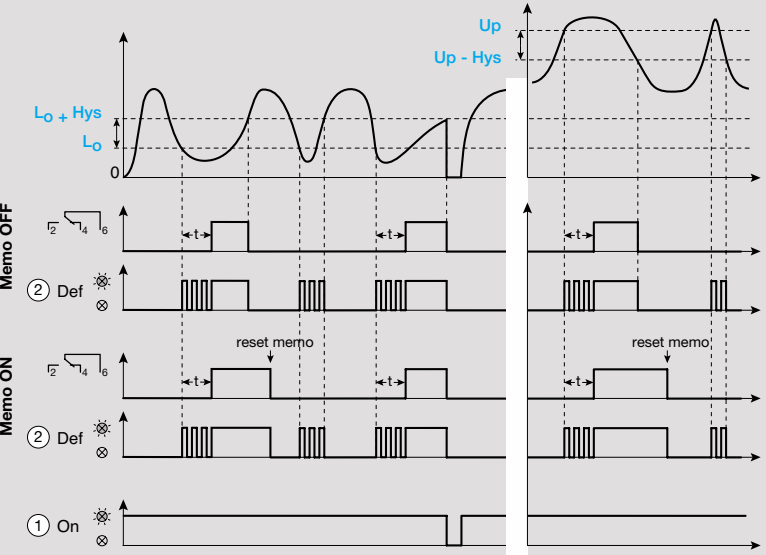 Up
Up - Hys
Lo + Hys
Lo
0
Memo OFF
2 4 6
t
t
t
2 Def
reset memo
reset memo
Memo ON
2 4 6
t
t
t
2 Def
1 On